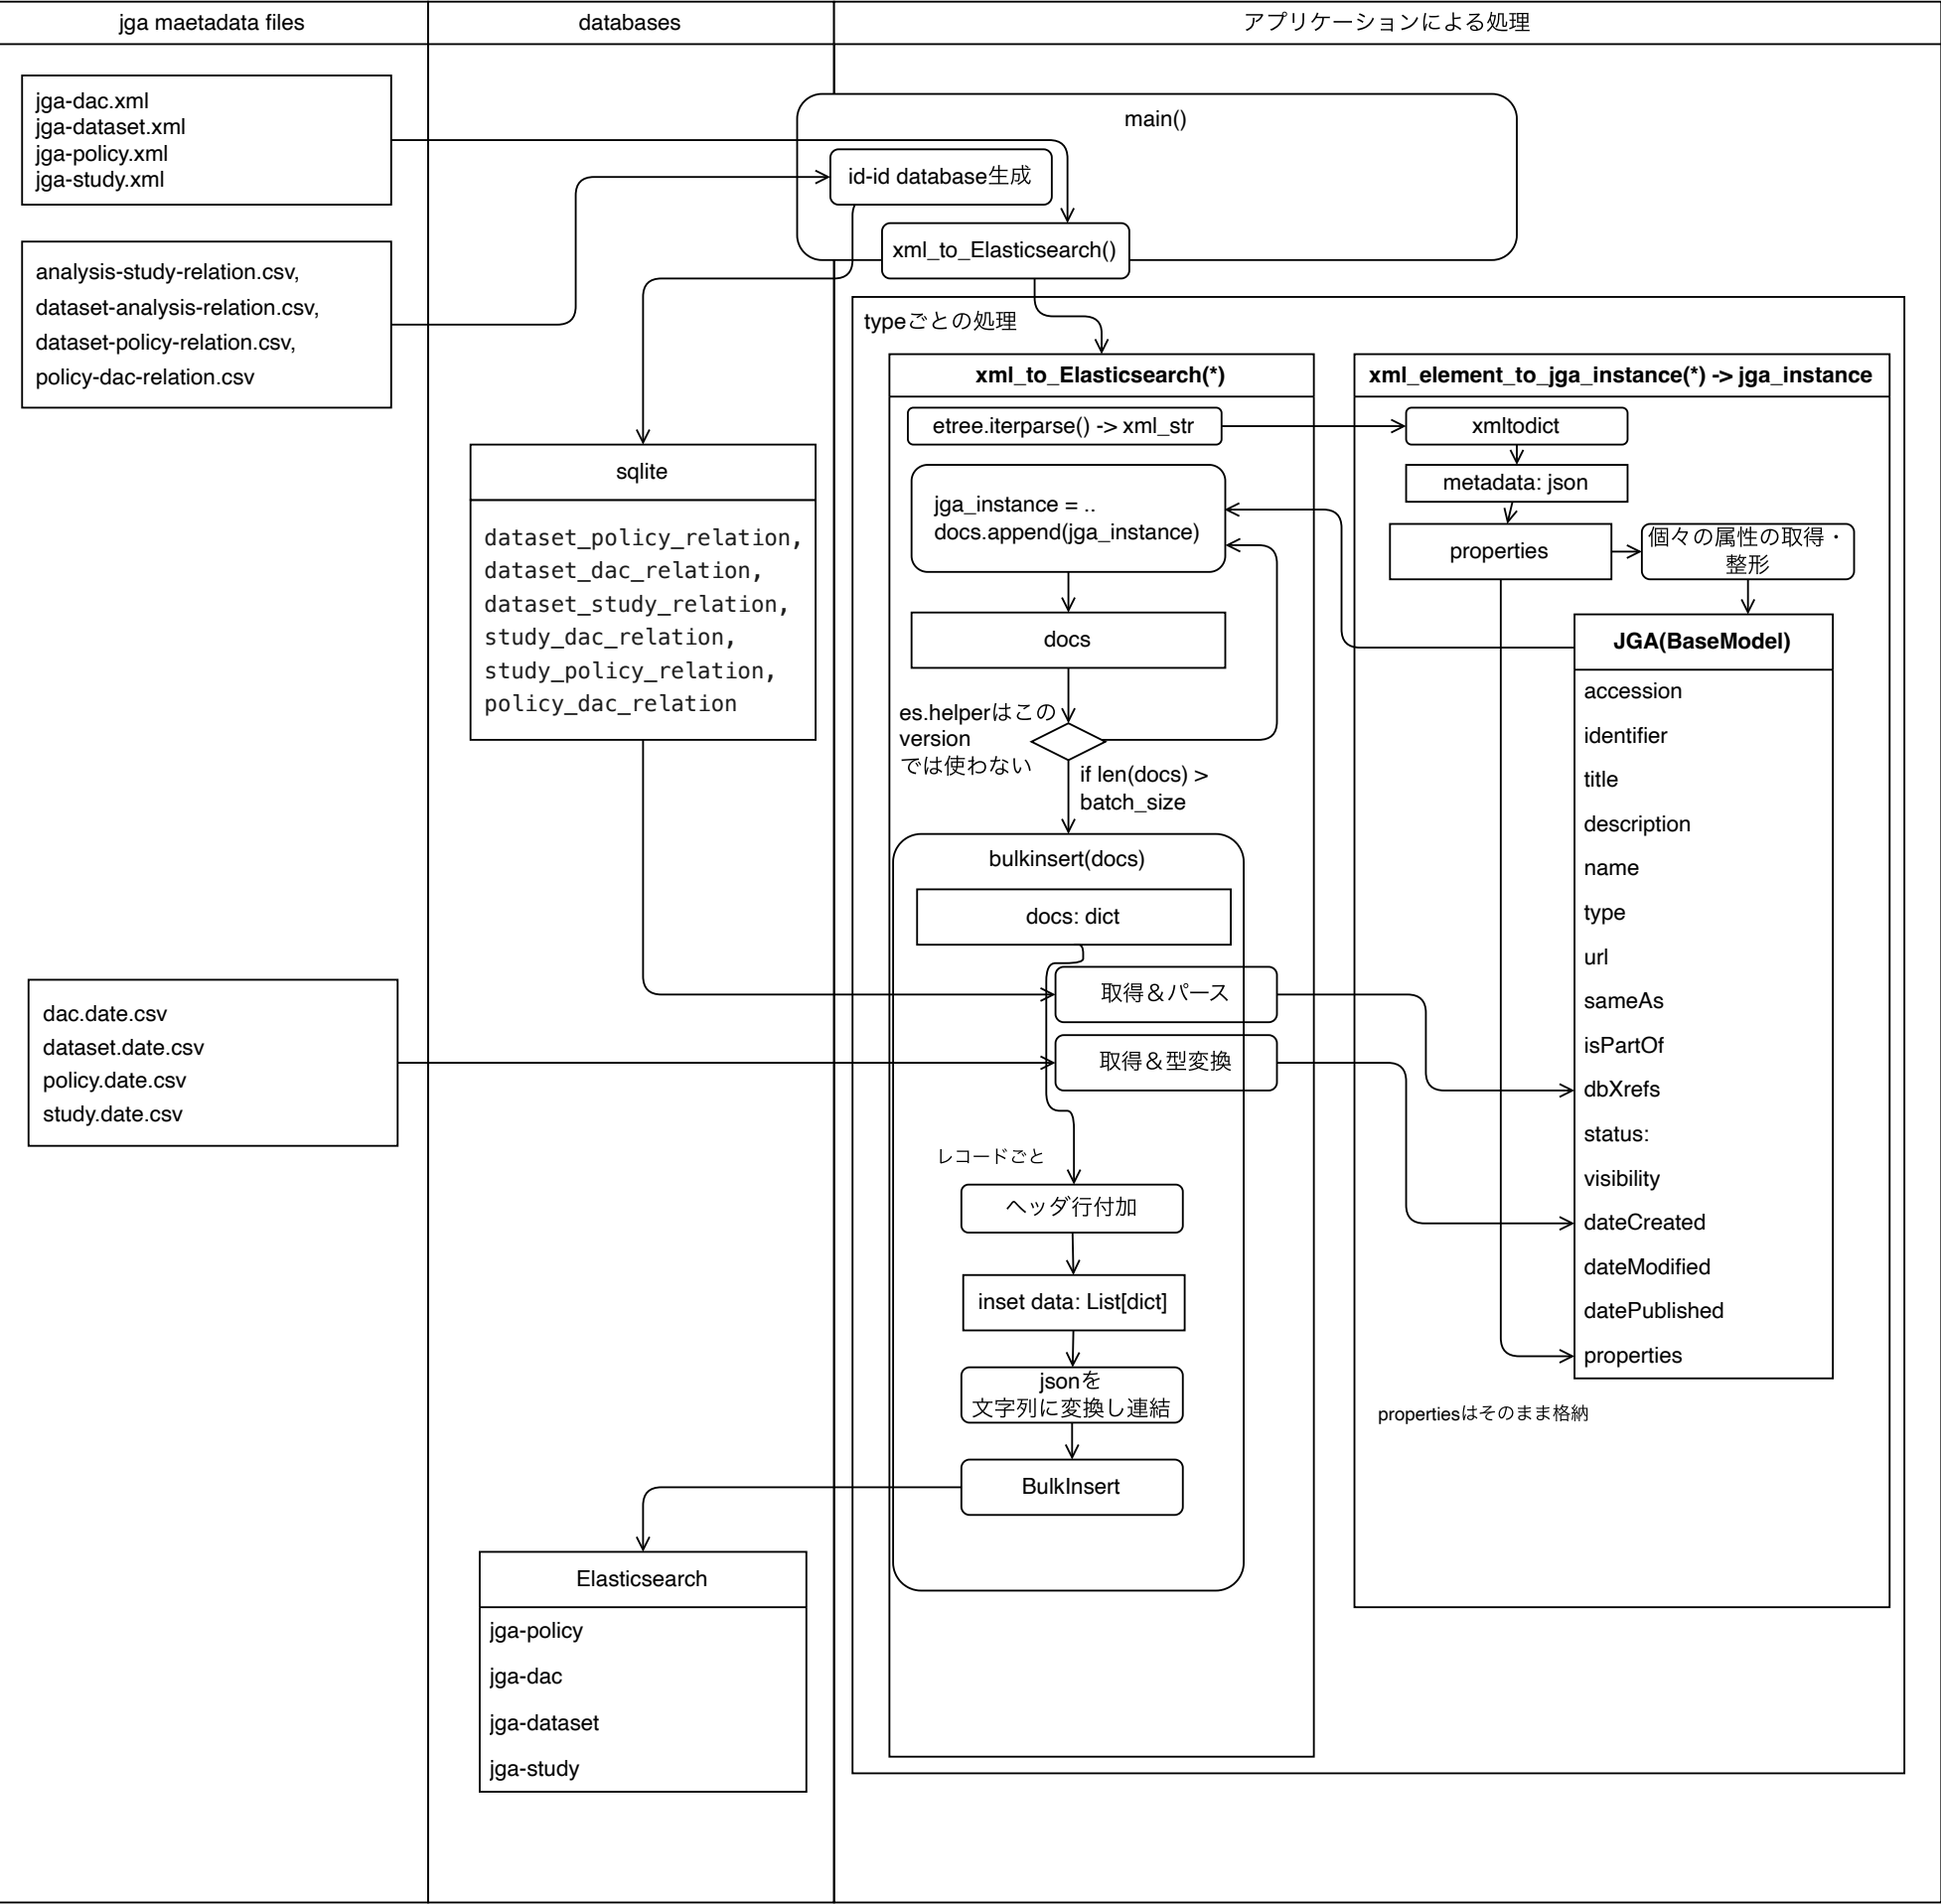 jga maetadata files
databases
アプリケーションによる処理
jga-dac.xml
jga-dataset.xml
jga-policy.xml
jga-study.xml
main()
id-id database生成
xml_to_Elasticsearch()
analysis-study-relation.csv,
dataset-analysis-relation.csv,
dataset-policy-relation.csv,
policy-dac-relation.csv
typeごとの処理
xml_to_Elasticsearch(*)
etree.iterparse() -> xml_str
jga_instance = ..
docs.append(jga_instance)
docs
es.helperはこの
version
では使わない
if len(docs) >
batch_size
xml_element_to_jga_instance(*) -> jga_instance
xmltodict
metadata: json
properties
個々の属性の取得・
整形
JGA(BaseModel)
accession
identifier
title
description
name
type
url
sameAs
isPartOf
dbXrefs
status:
visibility
dateCreated
dateModified
datePublished
properties
propertiesはそのまま格納
sqlite
dataset_policy_relation,
dataset_dac_relation,
dataset_study_relation,
study_dac_relation,
study_policy_relation,
policy_dac_relation
bulkinsert(docs)
docs: dict
取得＆パース
取得＆型変換
dac.date.csv
dataset.date.csv
policy.date.csv
study.date.csv
レコードごと
ヘッダ行付加
inset data: List[dict]
jsonを
文字列に変換し連結
BulkInsert
Elasticsearch
jga-policy
jga-dac
jga-dataset
jga-study